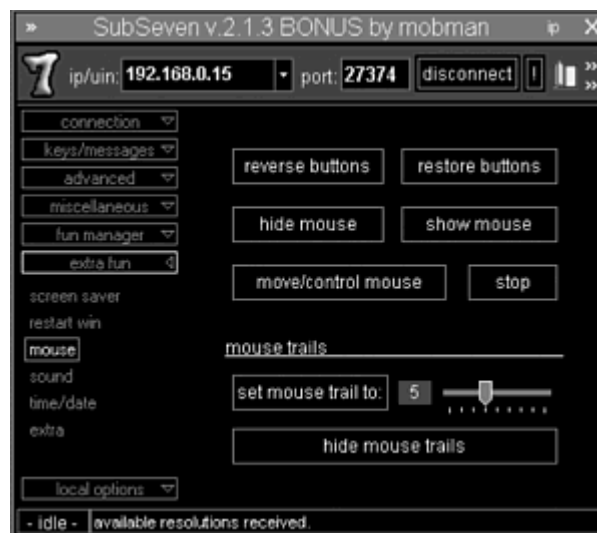 » SubSeven v.2.1.3 BONUS by mobman ip X
7 ip/uin: 192.168.0.15 port: 27374 disconnect ! »
»
connection
keys/messages
advanced
miscellaneous
fun manager
extra fun
screen saver
restart win
mouse
sound
time/date
extra
local options
reverse buttons restore buttons
hide mouse show mouse
move/control mouse stop
mouse trails
set mouse trail to: 5
hide mouse trails
- idle - available resolutions received.